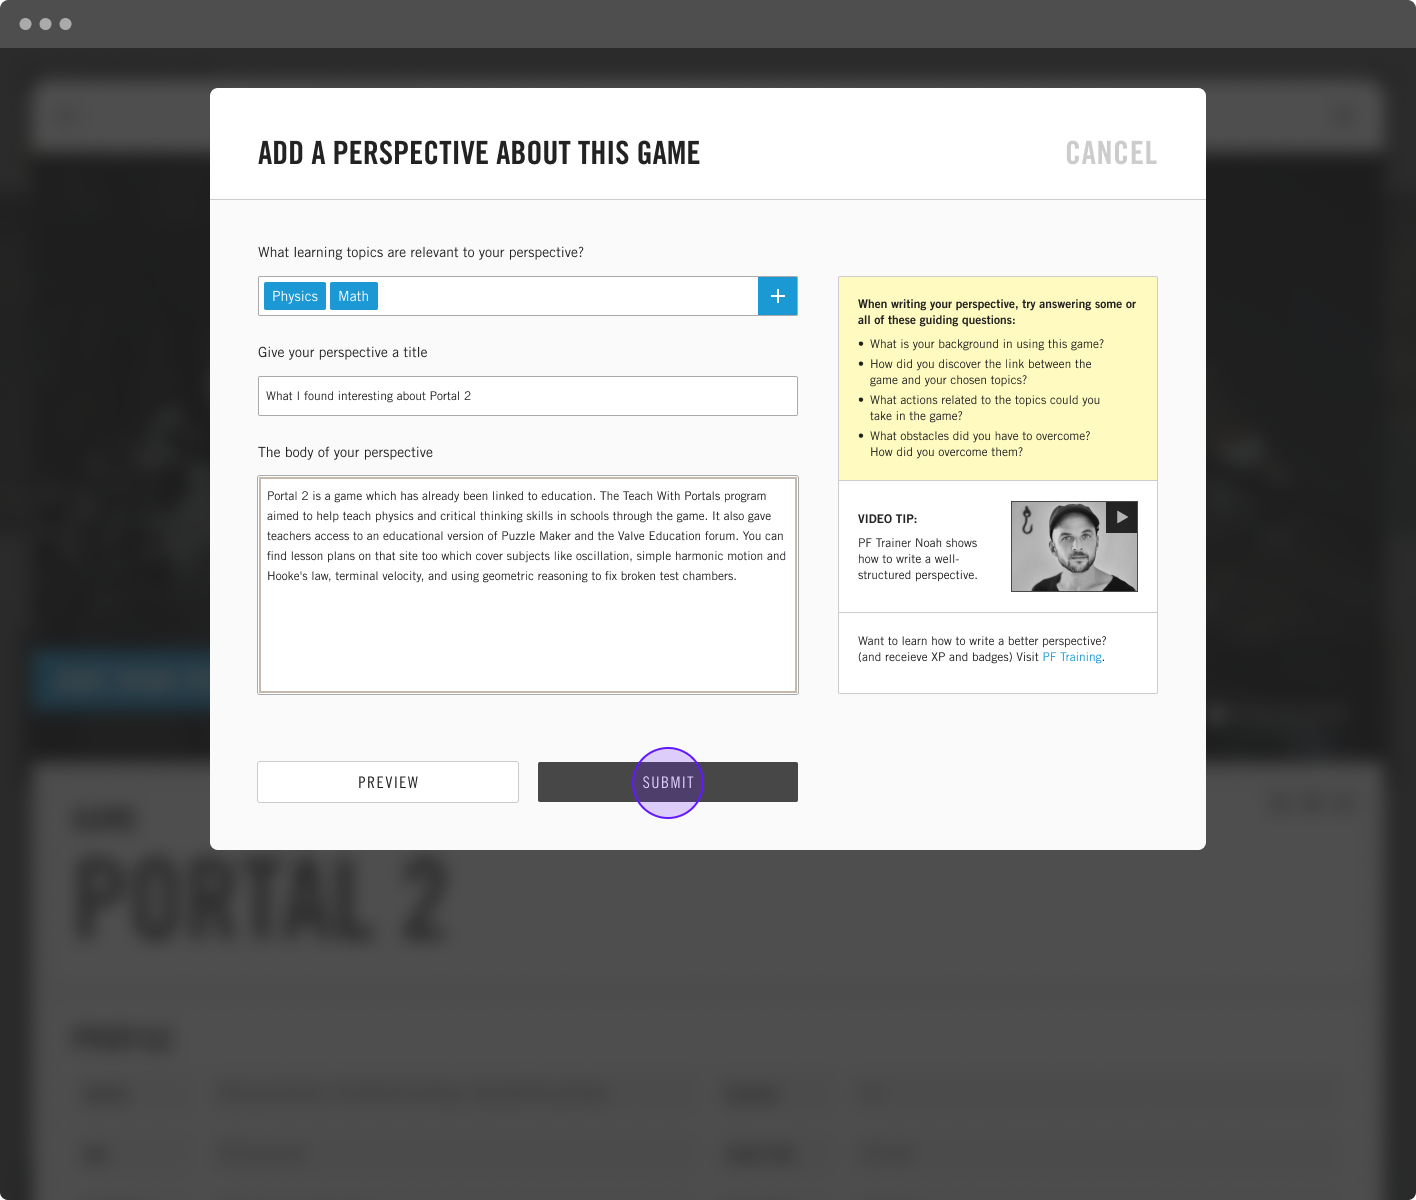 ADD A PERSPECTIVE ABOUT THIS GAME
CANCEL
What learning topics are relevant to your perspective?
Physics
Math
Give your perspective a title
What I found interesting about Portal 2
The body of your perspective
Portal 2 is a game which has already been linked to education. The Teach With Portals program
aimed to help teach physics and critical thinking skills in schools through the game. It also gave
teachers access to an educational version of Puzzle Maker and the Valve Education forum. You can
find lesson plans on that site too which cover subjects like oscillation, simple harmonic motion and
Hooke's law, terminal velocity, and using geometric reasoning to fix broken test chambers.
When writing your perspective, try answering some or
all of these guiding questions:
• What is your background in using this game?
• How did you discover the link between the
game and your chosen topics?
• What actions related to the topics could you
take in the game?
• What obstacles did you have to overcome?
How did you overcome them?
VIDEO TIP:
PF Trainer Noah shows
how to write a well-
structured perspective.
Want to learn how to write a better perspective?
(and receieve XP and badges) Visit PF Training.
PREVIEW
SUBMIT
GAME
PORTAL 2
PROFILE